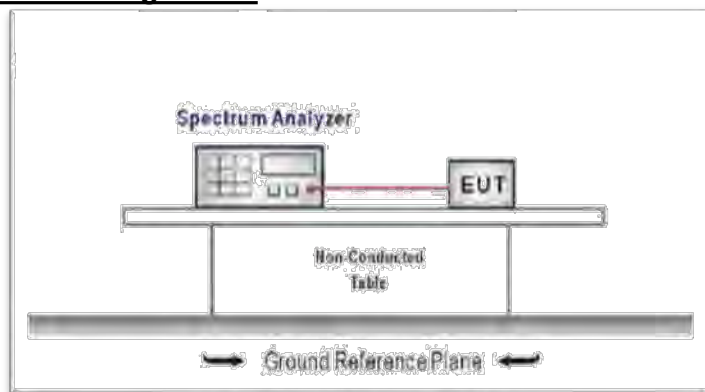 Spectrum Analyzer
EUT
Non-Conducted
Table
Ground Reference Plane